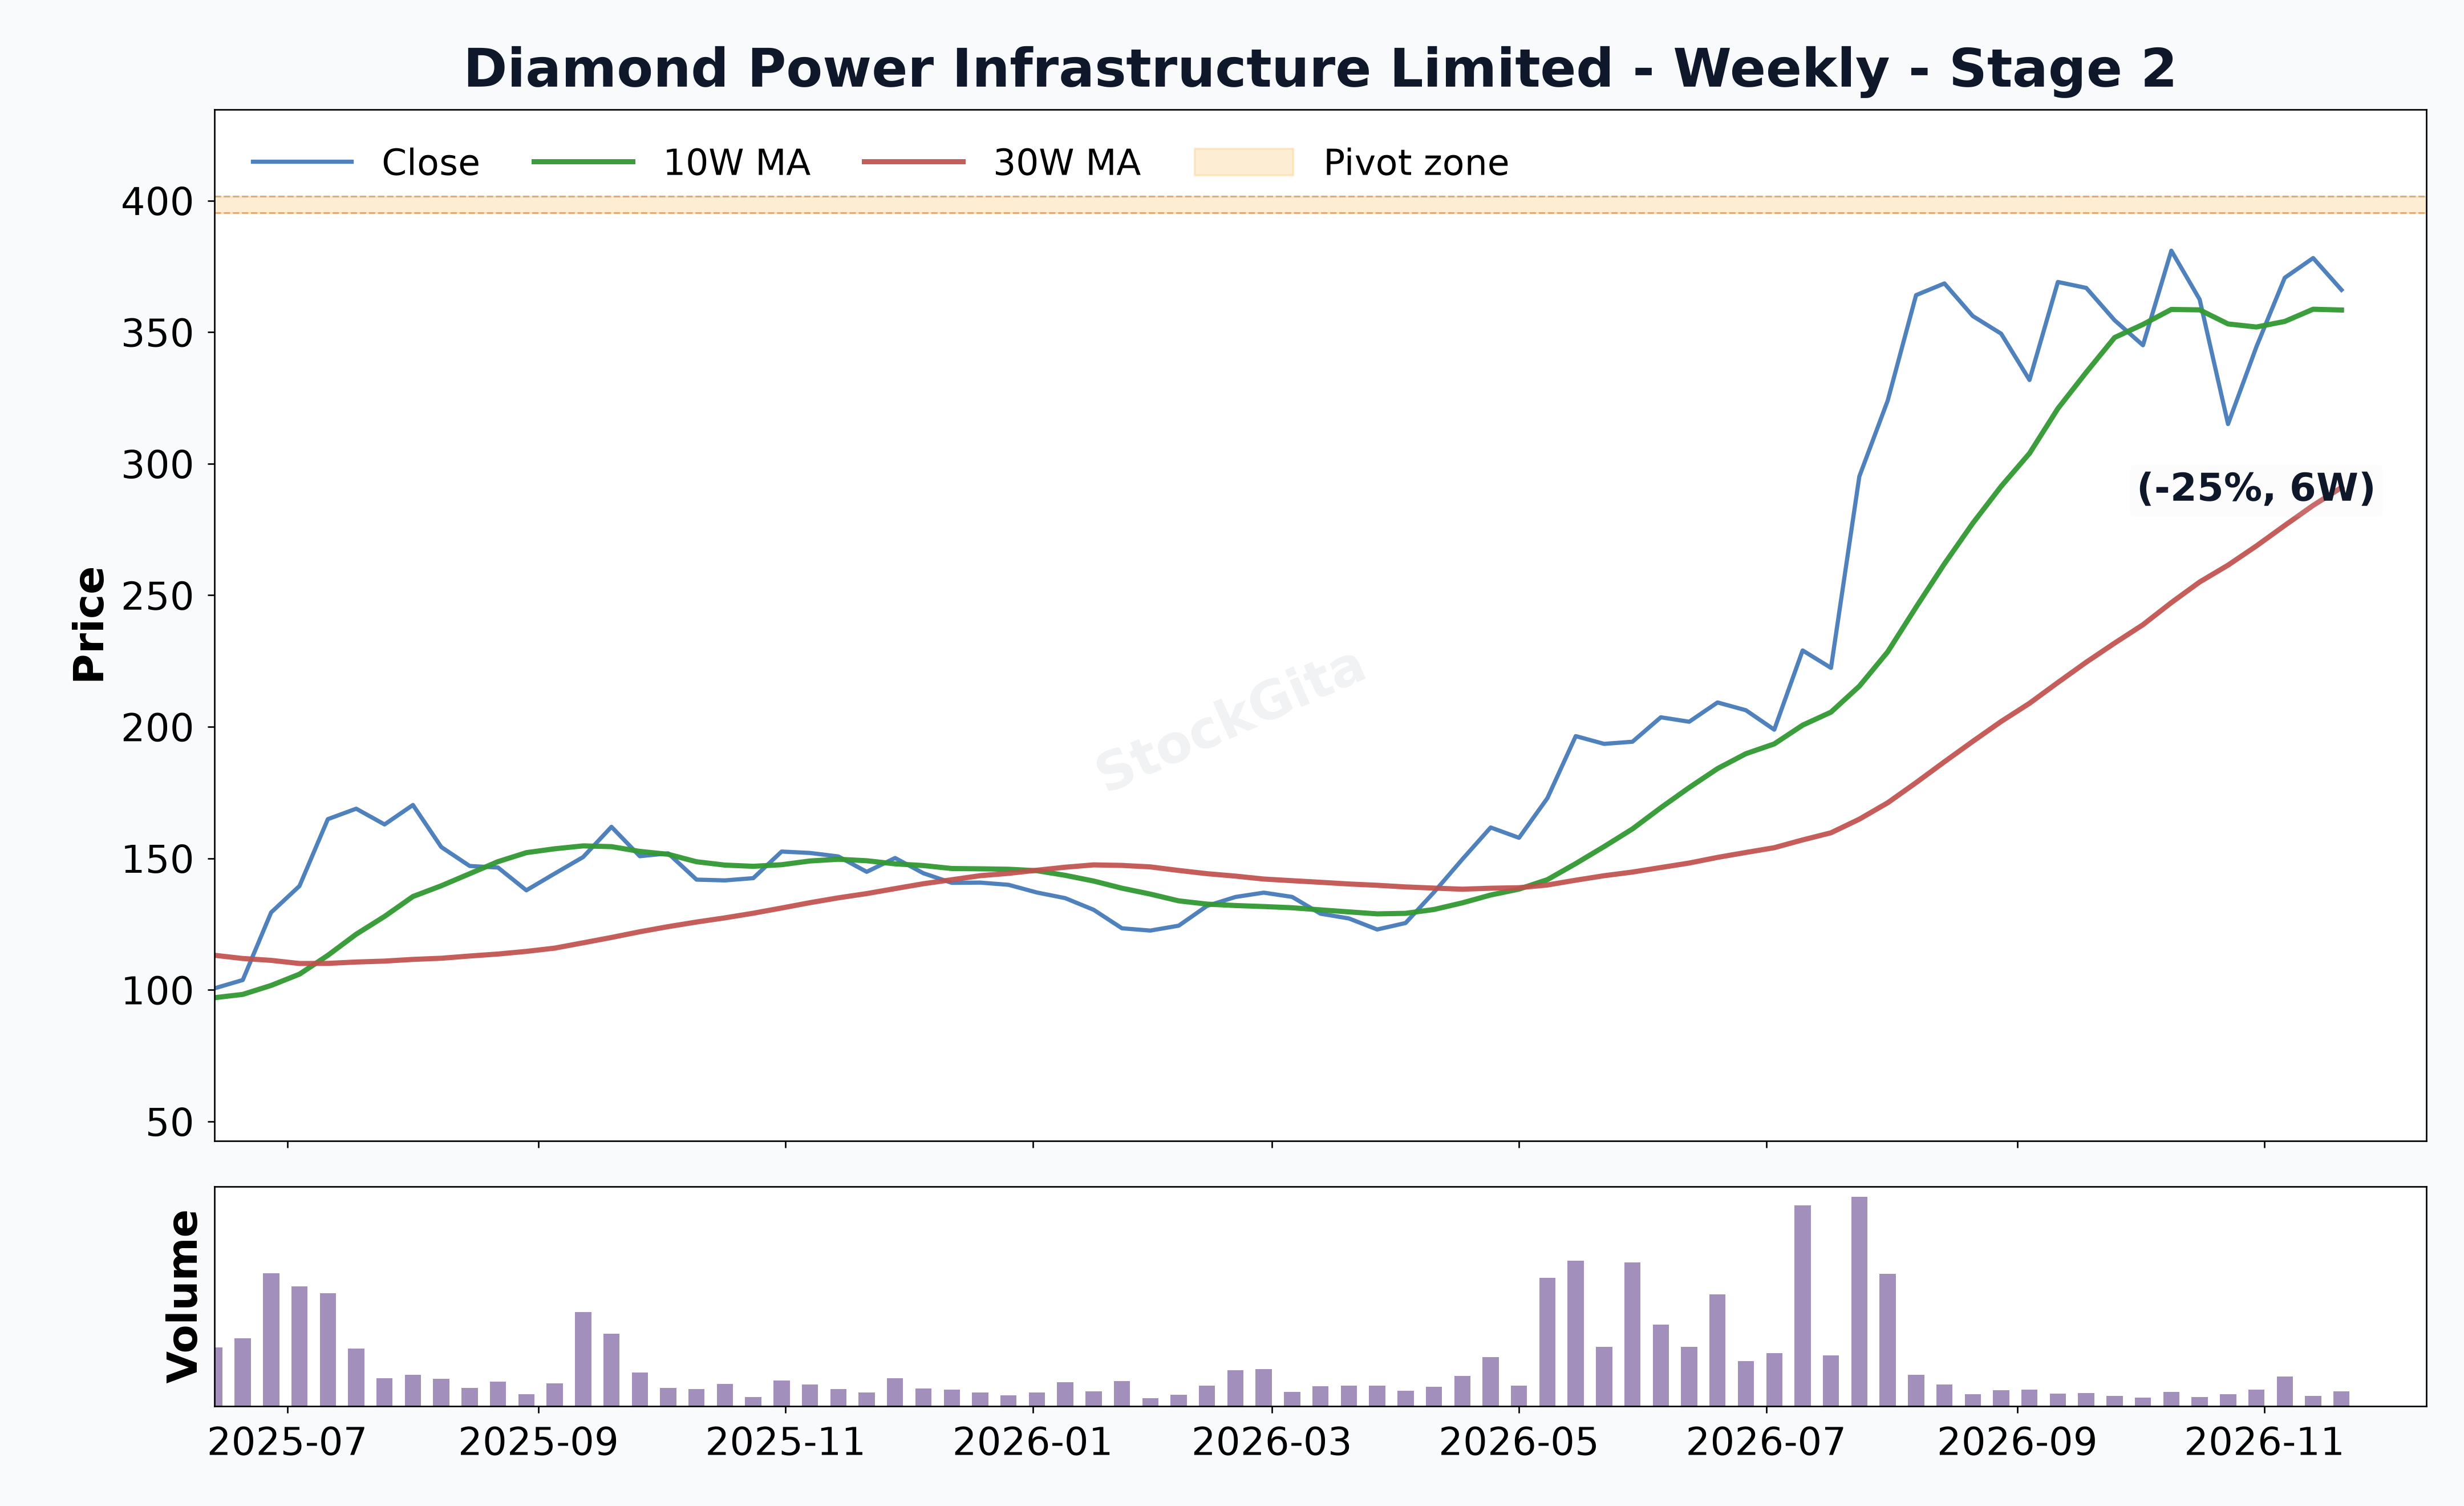 Diamond Power Infrastructure Limited - Weekly - Stage 2
Close 10W MA 30W MA Pivot zone
400
350
300
250
200
150
100
50
Price
(-25%, 6W)
StockGita
Volume
2025-07 2025-09 2025-11 2026-01 2026-03 2026-05 2026-07 2026-09 2026-11